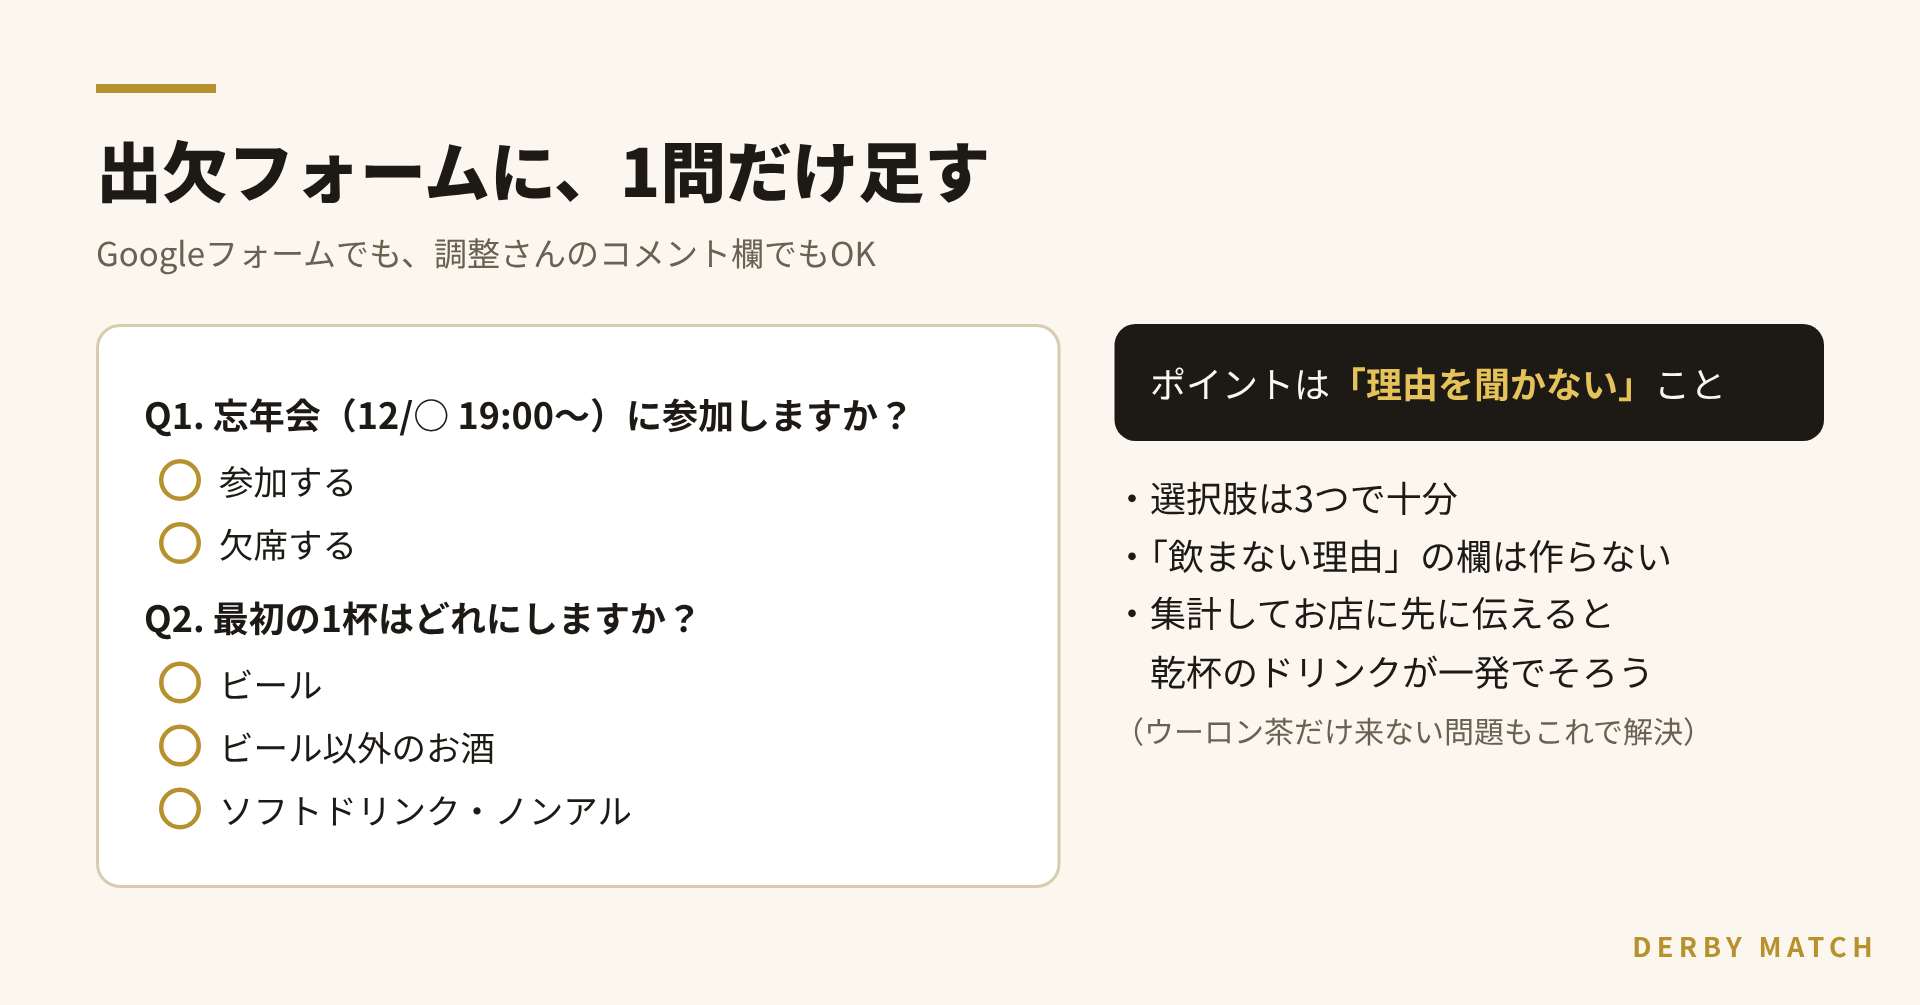 出欠フォームに、1問だけ足す
Googleフォームでも、調整さんのコメント欄でもOK
Q1. 忘年会（12/◯ 19:00〜）に参加しますか？
参加する
欠席する
Q2. 最初の1杯はどれにしますか？
ビール
ビール以外のお酒
ソフトドリンク・ノンアル
ポイントは「理由を聞かない」こと
・選択肢は3つで十分
・「飲まない理由」の欄は作らない
・集計してお店に先に伝えると
乾杯のドリンクが一発でそろう
（ウーロン茶だけ来ない問題もこれで解決）
DERBY MATCH